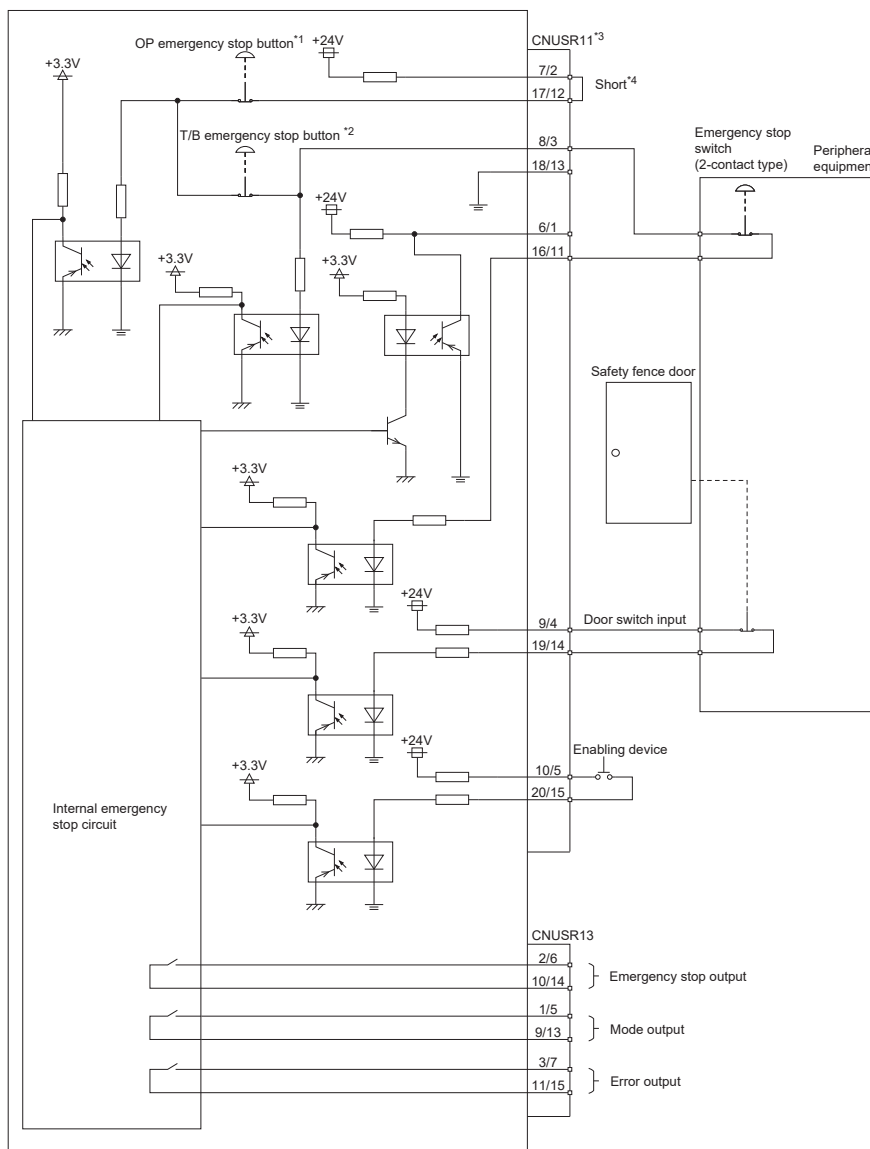 OP emergency stop button*1
+24V
CNUSR11*3
+3.3V
7/2
Short*4
17/12
T/B emergency stop button *2
8/3
Emergency stop
switch
(2-contact type)
Periphera
equipmen
18/13
+24V
6/1
+3.3V
+3.3V
16/11
Safety fence door
+3.3V
+24V
9/4
Door switch input
+3.3V
19/14
+24V
Enabling device
10/5
+3.3V
20/15
Internal emergency
stop circuit
CNUSR13
2/6
Emergency stop output
10/14
1/5
Mode output
9/13
3/7
Error output
11/15